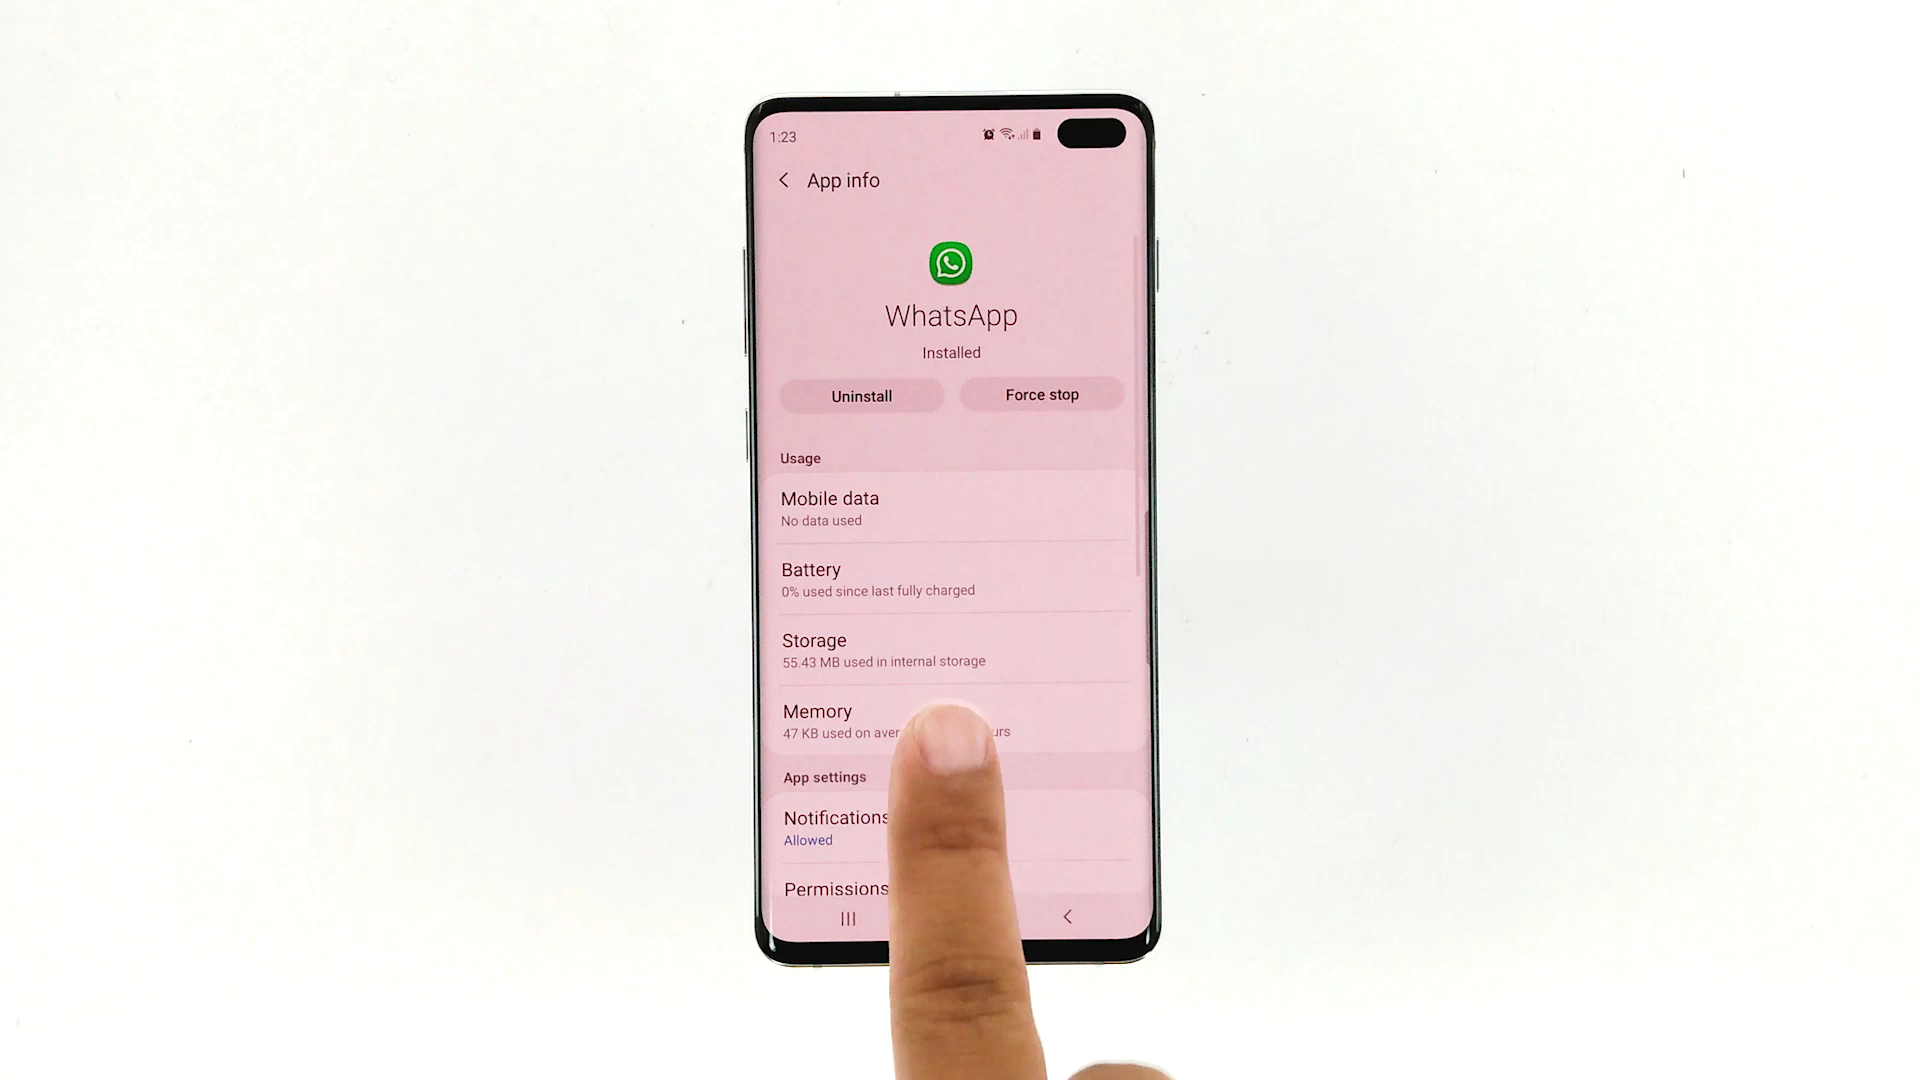 1:23
App info
WhatsApp
Installed
Uninstall
Force stop
Usage
Mobile data
No data used
Battery
0% used since last fully charged
Storage
55.43 MB used in internal storage
Memory
47 KB used on
App settings
Notifications
Allowed
Permissions